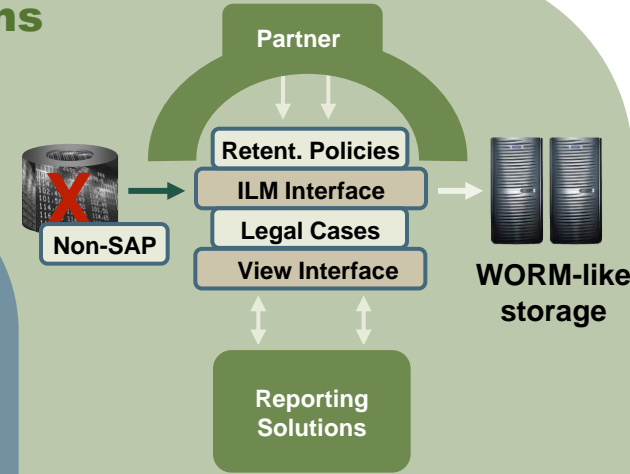 ns
Partner
Retent. Policies
ILM Interface
Legal Cases
View Interface
Non-SAP
X
WORM-like
storage
Reporting
Solutions